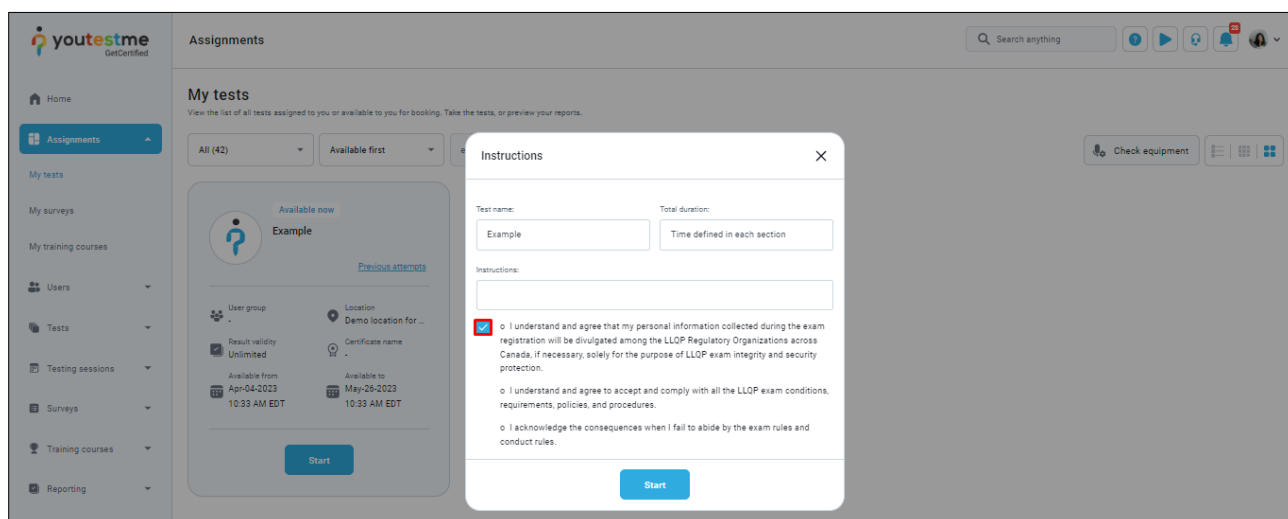 youtestme
GetCertified
Assignments
Search anything
?
25
Home
Assignments
My tests
My surveys
My training courses
Users
Tests
Testing sessions
Surveys
Training courses
Reporting
My tests
View the list of all tests assigned to you or available to you for booking. Take the tests, or preview your reports.
All (42)
Available first
e
Check equipment
Available now
Example
Previous attempts
User group
-
Location
Demo location for ...
Result validity
Unlimited
Certificate name
-
Available from
Apr-04-2023
10:33 AM EDT
Available to
May-26-2023
10:33 AM EDT
Start
Instructions
Test name:
Example
Total duration:
Time defined in each section
Instructions:
o I understand and agree that my personal information collected during the exam
registration will be divulgated among the LLQP Regulatory Organizations across
Canada, if necessary, solely for the purpose of LLQP exam integrity and security
protection.
o I understand and agree to accept and comply with all the LLQP exam conditions,
requirements, policies, and procedures.
o I acknowledge the consequences when I fail to abide by the exam rules and
conduct rules.
Start